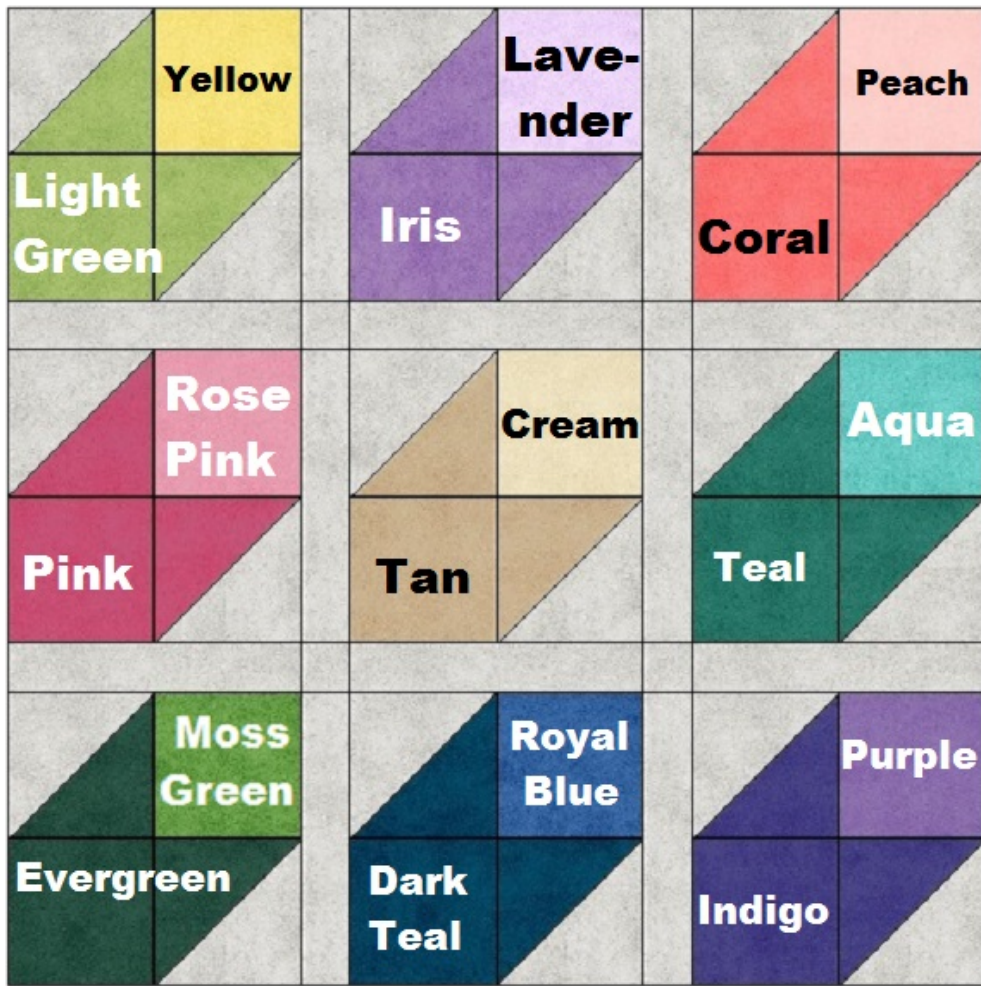 Yellow
Light
Green
Lave-
nder
Iris
Peach
Coral
Rose
Pink
Pink
Cream
Tan
Aqua
Teal
Moss
Green
Evergreen
Royal
Blue
Dark
Teal
Purple
Indigo